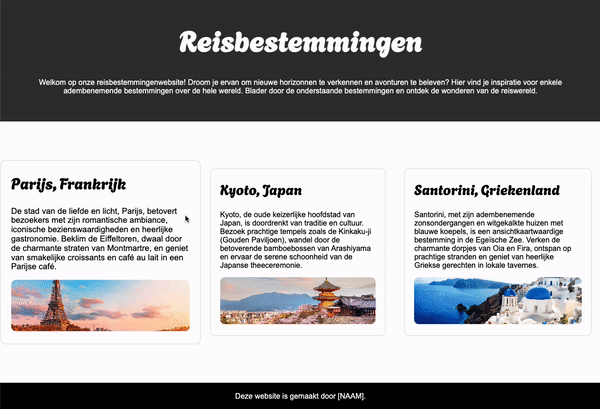 Reisbestemmingen
Welkom op onze reisbestemmingenwebsite! Droom je ervan om nieuwe horizonnen te verkennen en avonturen te beleven? Hier vind je inspiratie voor enkele
adembenemende bestemmingen over de hele wereld. Blader door de onderstaande bestemmingen en ontdek de wonderen van de reiswereld.
Parijs, Frankrijk
De stad van de liefde en licht, Parijs, betovert
bezoekers met zijn romantische ambiance,
iconische bezienswaardigheden en heerlijke
gastronomie. Beklim de Eiffeltoren, dwaal door
de charmante straten van Montmartre, en geniet
van smakelijke croissants en café au lait in een
Parijse café.
Kyoto, Japan
Kyoto, de oude keizerlijke hoofdstad van
Japan, is doordrenkt van traditie en cultuur.
Bezoek prachtige tempels zoals de Kinkaku-ji
(Gouden Paviljoen), wandel door de
betoverende bamboebossen van Arashiyama
en ervaar de serene schoonheid van de
Japanse theeceremonie.
Santorini, Griekenland
Santorini, met zijn adembenemende
zonsondergangen en witgekalkte huizen met
blauwe koepels, is een ansichtkaartwaardige
bestemming in de Egeïsche Zee. Verken de
charmante dorpjes van Oia en Fira, ontspan op
prachtige stranden en geniet van heerlijke
Griekse gerechten in lokale tavernes.
Deze website is gemaakt door [NAAM].